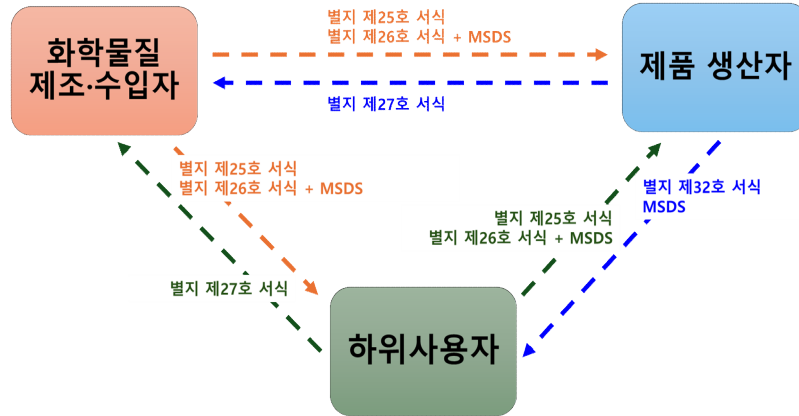 화학물질
제조·수입자
별지 제25호 서식
별지 제26호 서식 + MSDS
별지 제27호 서식
제품 생산자
별지 제25호 서식
별지 제26호 서식 + MSDS
별지 제27호 서식
별지 제32호 서식
MSDS
별지 제25호 서식
별지 제26호 서식 + MSDS
하위사용자